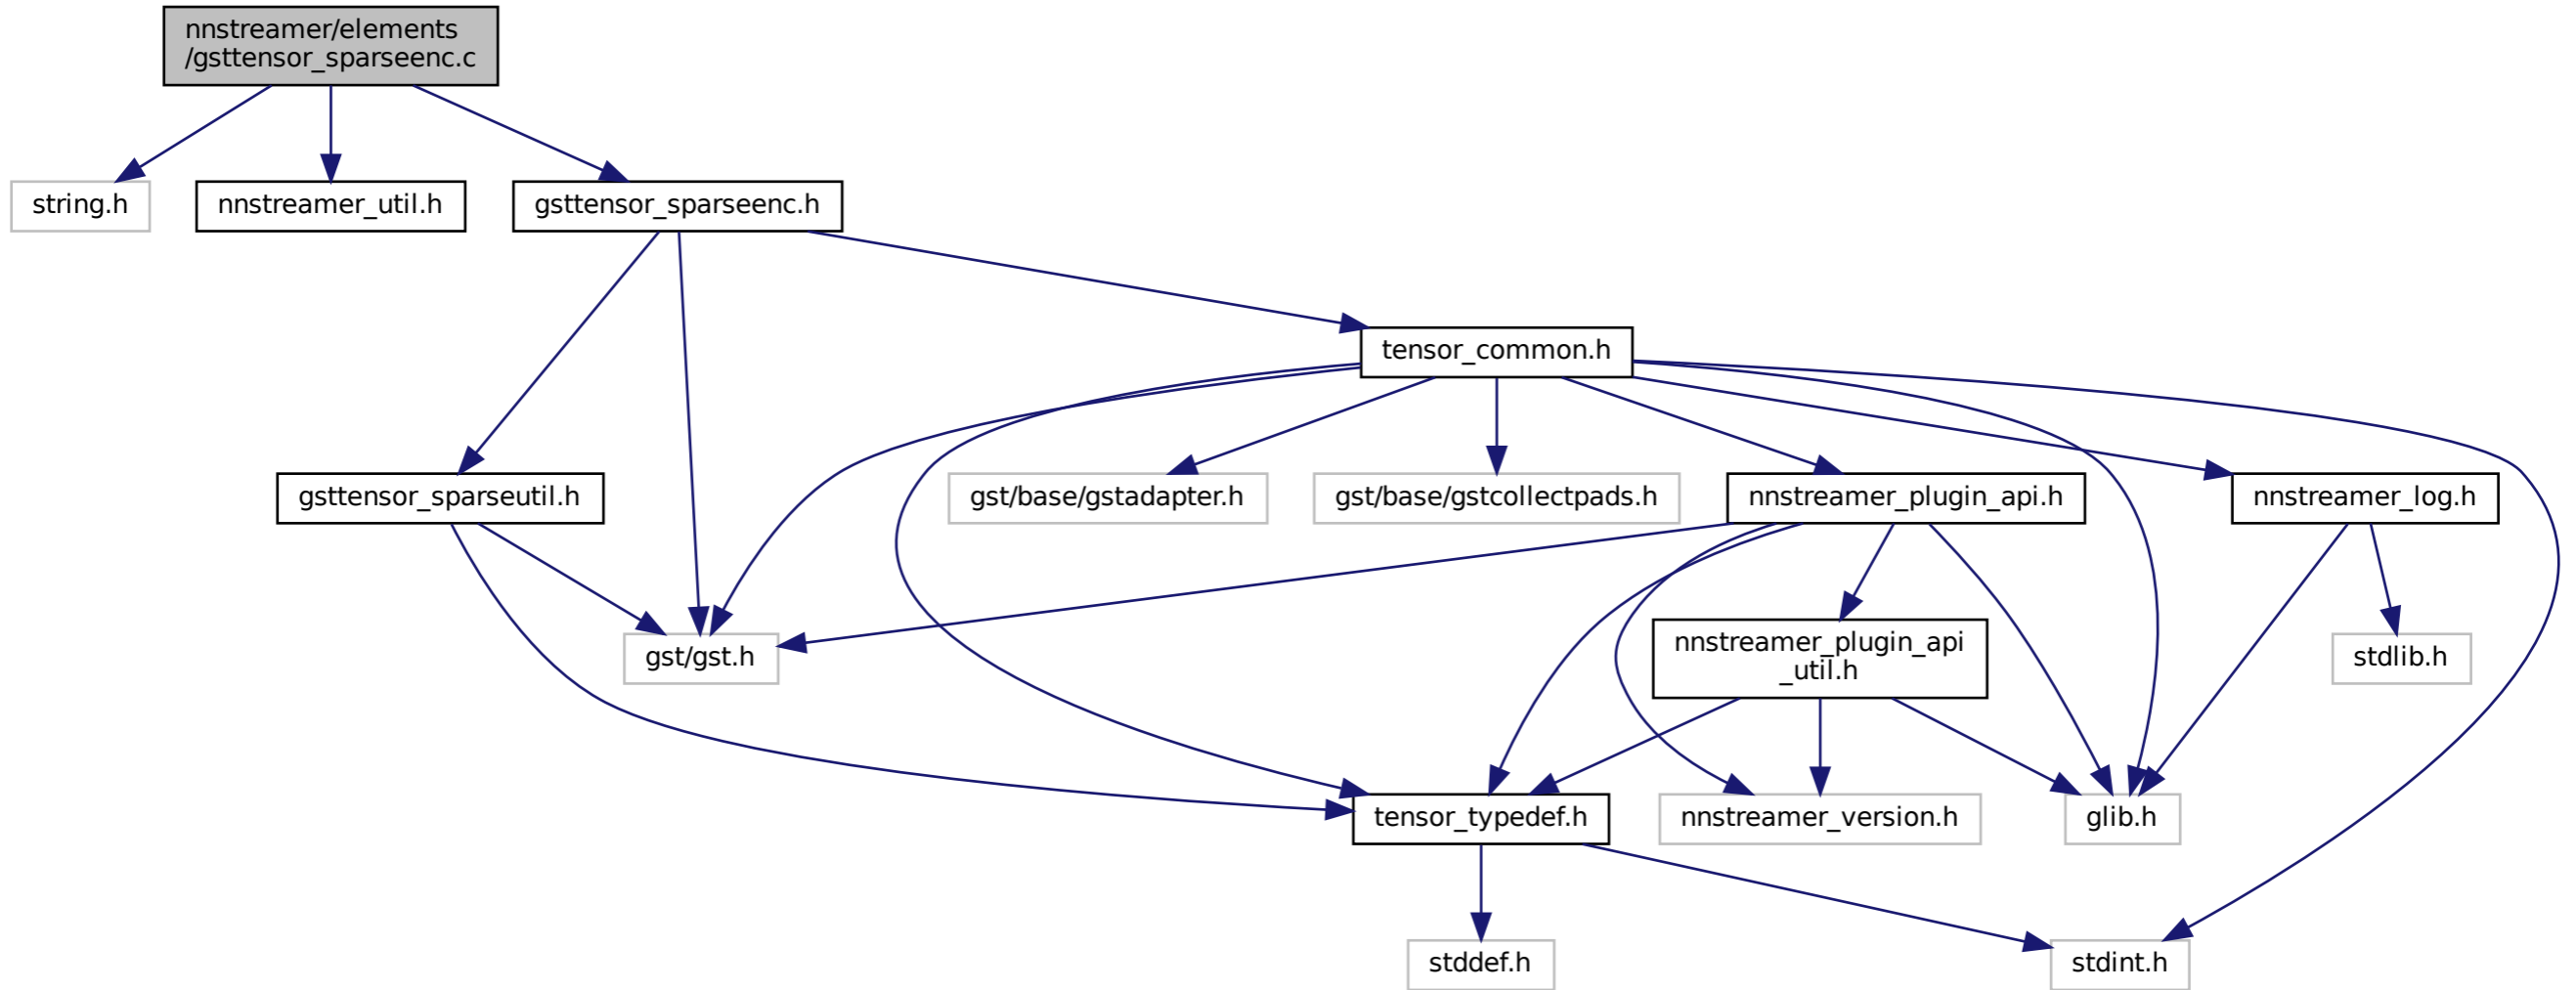 nnstreamer/elements
/gsttensor_sparseenc.c
string.h
nnstreamer_util.h
gsttensor_sparseenc.h
tensor_common.h
gsttensor_sparseutil.h
gst/base/gstadapter.h
gst/base/gstcollectpads.h
nnstreamer_plugin_api.h
nnstreamer_log.h
gst/gst.h
nnstreamer_plugin_api
_util.h
stdlib.h
tensor_typedef.h
nnstreamer_version.h
glib.h
stddef.h
stdint.h